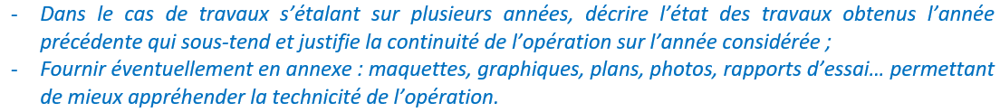 - Dans le cas de travaux s’étalant sur plusieurs années, décrire l’état des travaux obtenus l’année
précédente qui sous-tend et justifie la continuité de l’opération sur l’année considérée ;
- Fournir éventuellement en annexe : maquettes, graphiques, plans, photos, rapports d’essai… permettant
de mieux appréhender la technicité de l’opération.